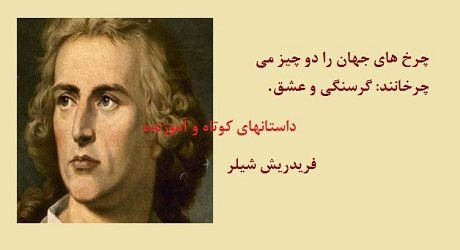 چرخ های جهان را دو چیز می
چرخانند: گرسنگی و عشق.
داستانهای کوتاه و آموزنده
فریدریش شیلر